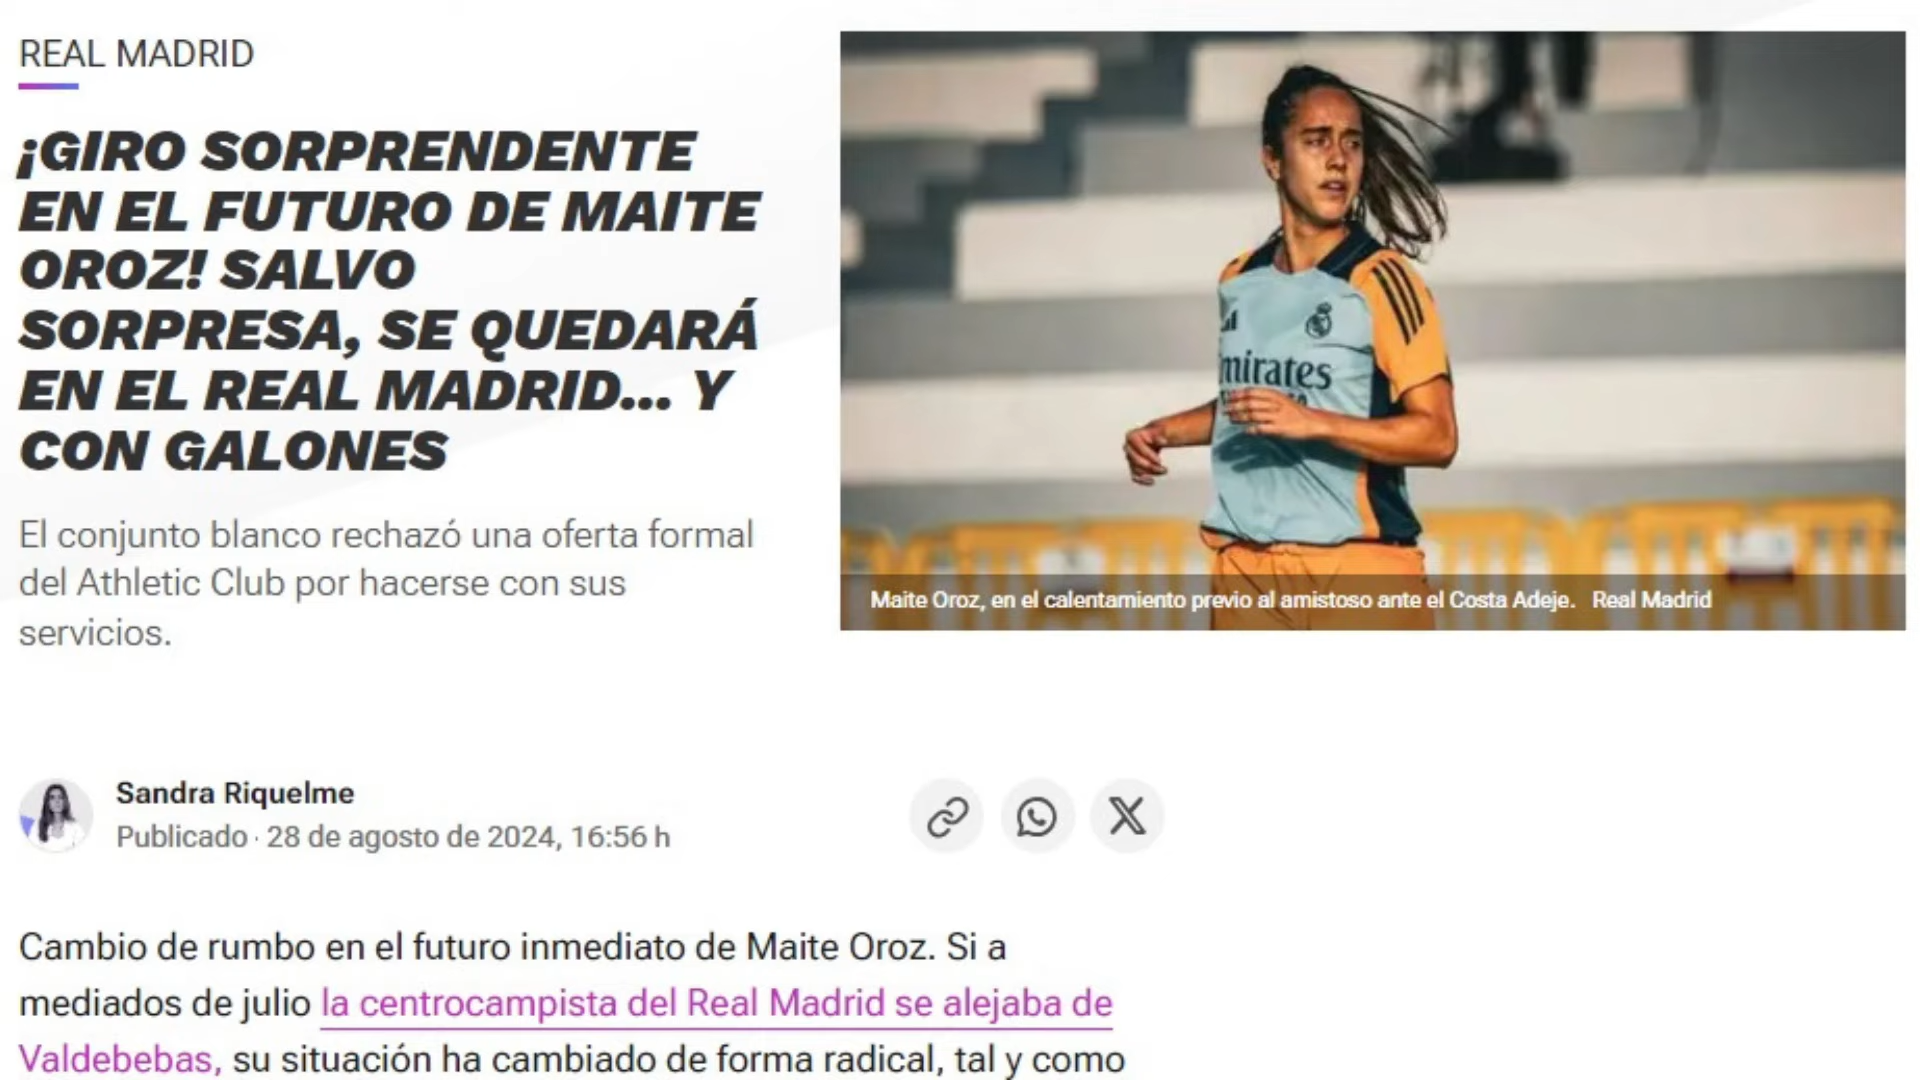 REAL MADRID
¡GIRO SORPRENDENTE
EN EL FUTURO DE MAITE
OROZ! SALVO
SORPRESA, SE QUEDARÁ
EN EL REAL MADRID... Y
CON GALONES
El conjunto blanco rechazó una oferta formal
del Athletic Club por hacerse con sus
servicios.
mirates
Maite Oroz, en el calentamiento previo al amistoso ante el Costa Adeje. Real Madrid
Sandra Riquelme
Publicado · 28 de agosto de 2024, 16:56 h
Cambio de rumbo en el futuro inmediato de Maite Oroz. Si a
mediados de julio la centrocampista del Real Madrid se alejaba de
Valdebebas, su situación ha cambiado de forma radical, tal y como